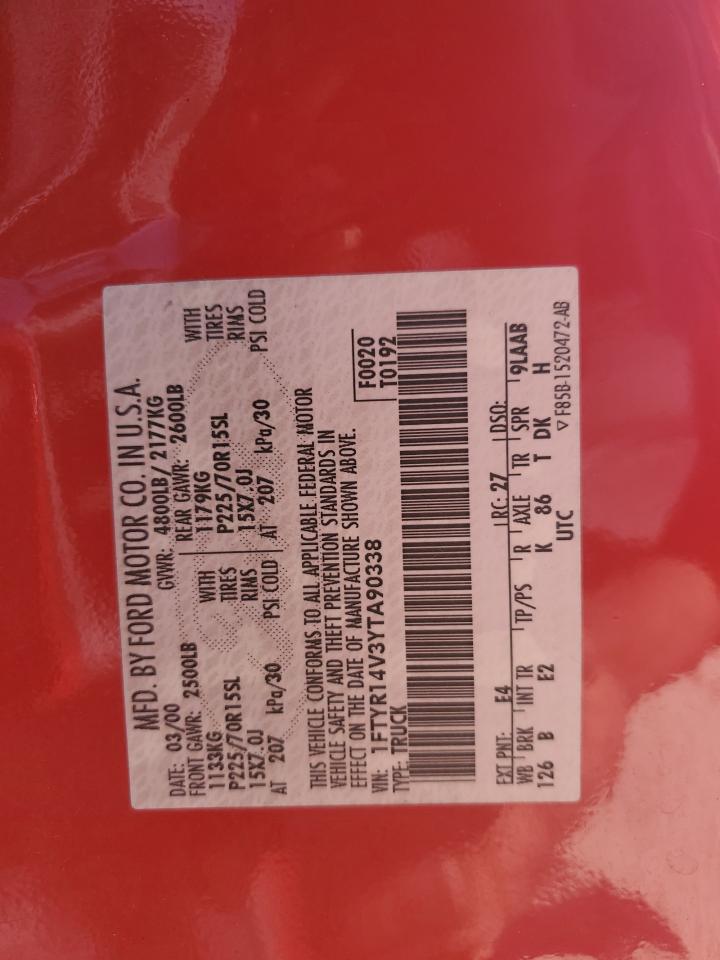 MFD. BY FORD MOTOR CO. IN U.S.A.
DATE: 03/00 GVWR: 4800LB/ 2177KG
FRONT GAWR: 2500LB REAR GAWR: 2600LB
1133KG WITH 1179KG WITH
P225/70R15SL TIRES P225/70R15SL TIRES
15X7.0J RIMS 15X7.0J RIMS
AT 207 kPa/30 PSI COLD AT 207 kPa/30 PSI COLD
THIS VEHICLE CONFORMS TO ALL APPLICABLE FEDERAL MOTOR
VEHICLE SAFETY AND THEFT PREVENTION STANDARDS IN
EFFECT ON THE DATE OF MANUFACTURE SHOWN ABOVE.
VIN: 1FTYR14V3YTA90338 F0020
TYPE: TRUCK T0192
EXT PNT: E4 RC: 27 DSO:
WB BRK INT TR TP/PS R AXLE TR SPR 9LAAB
126 B E2 K 86 T DK H
UTC ▽ F85B-1520472-AB